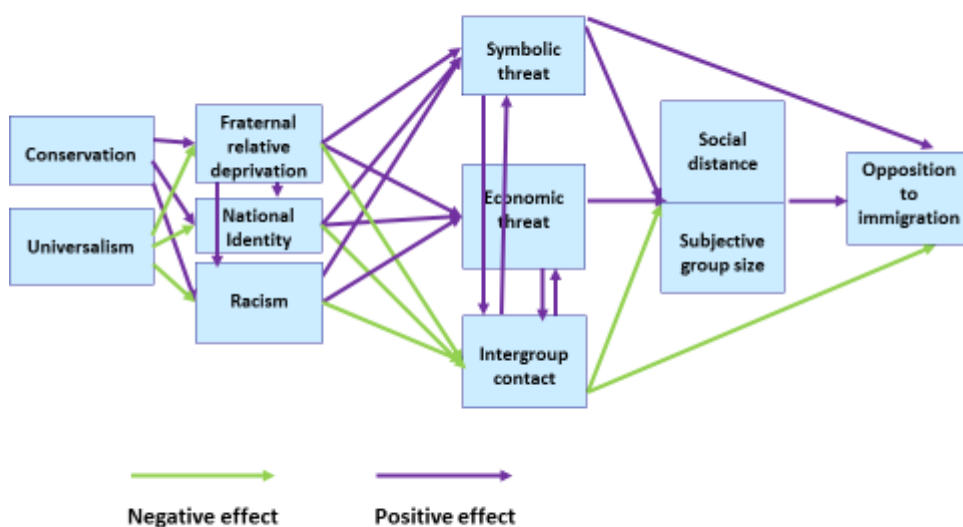 Symbolic
threat
Fraternal
relative
deprivation
Conservation
Social
distance
Opposition
to
immigration
Economic
threat
National
Identity
Universalism
Subjective
group size
Racism
Intergroup
contact
Negative effect
Positive effect